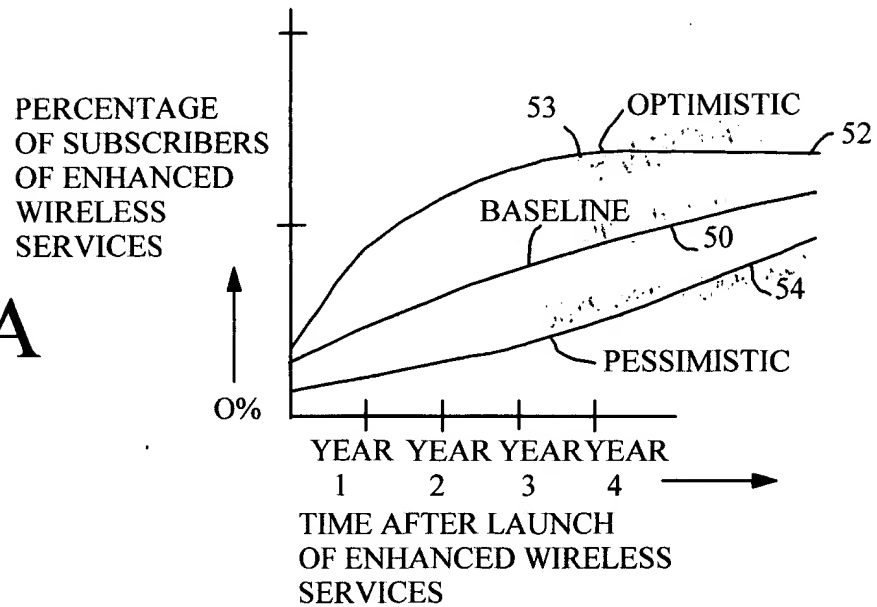 PERCENTAGE
OF SUBSCRIBERS
OF ENHANCED
WIRELESS
SERVICES
53
OPTIMISTIC
52
BASELINE
50
54
A
PESSIMISTIC
O%
YEAR YEAR YEAR YEAR
1 2 3 4
TIME AFTER LAUNCH
OF ENHANCED WIRELESS
SERVICES